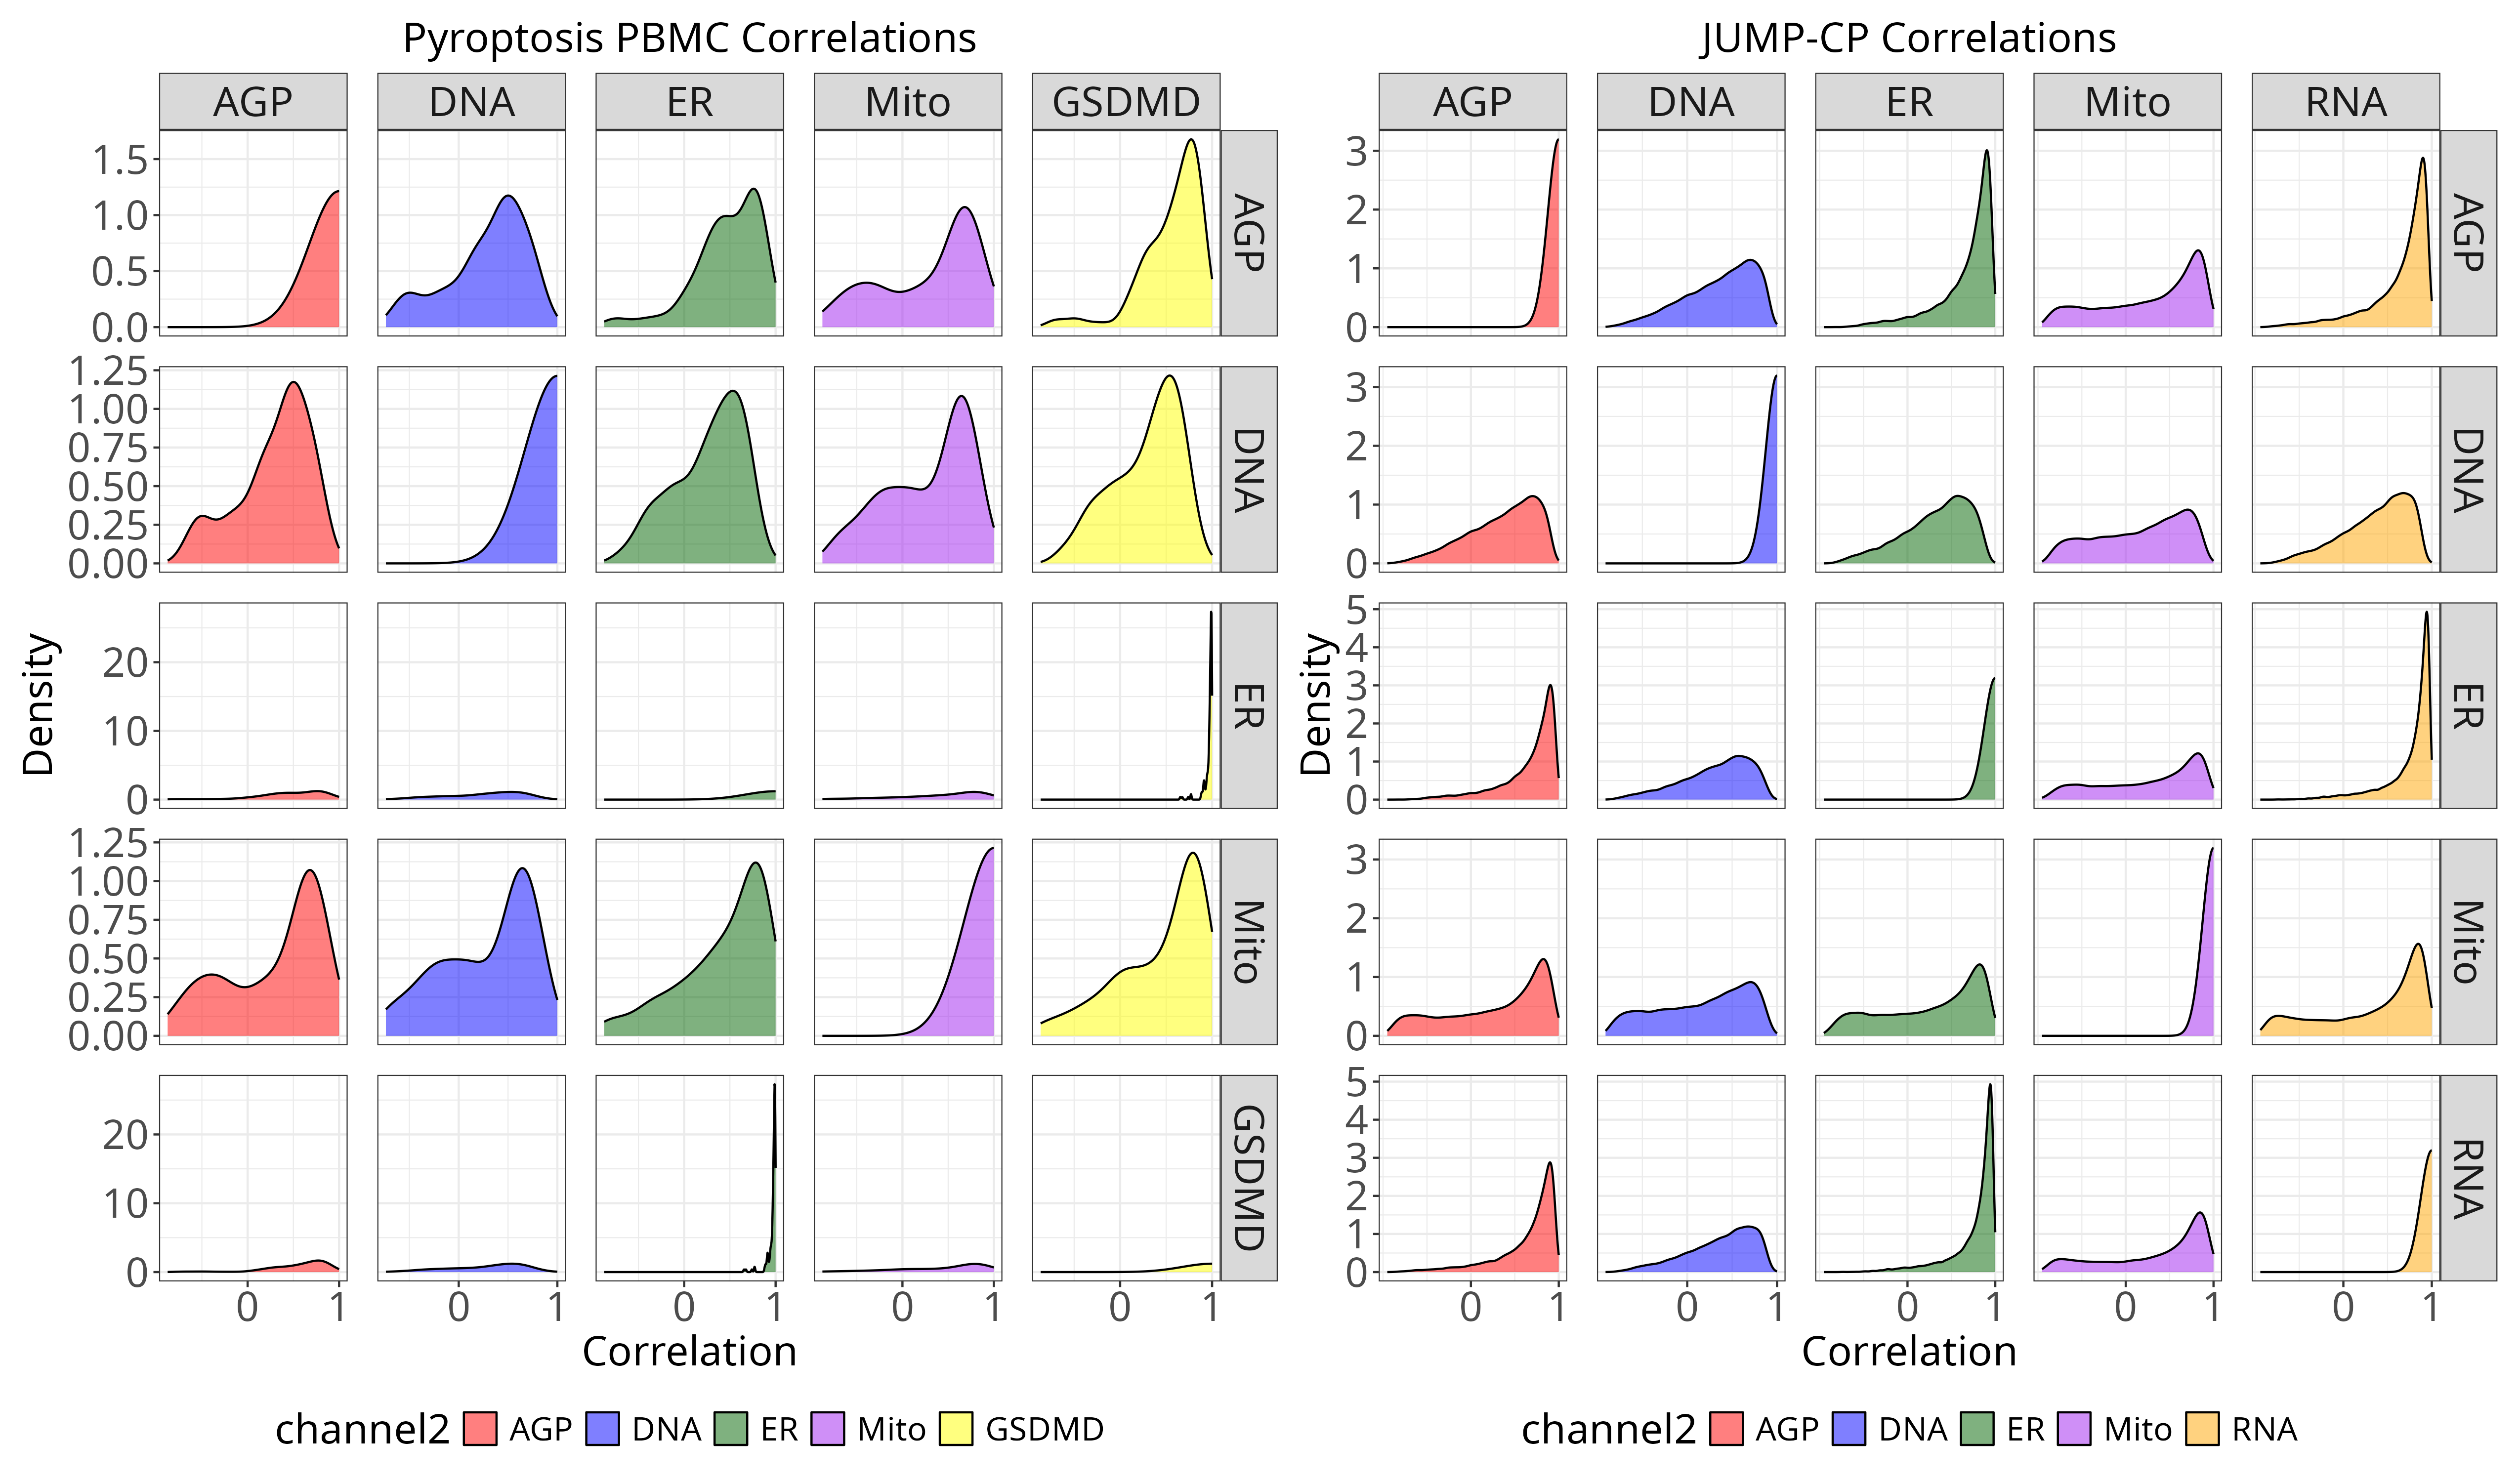 Pyroptosis PBMC Correlations
AGP DNA ER Mito GSDMD
1.5
1.0
0.5
0.0
AGP
1.25
1.00
0.75
0.50
0.25
0.00
DNA
Density
20
10
0
ER
1.25
1.00
0.75
0.50
0.25
0.00
Mito
20
10
0
GSDMD
0 1 0 1 0 1 0 1 0 1
Correlation
channel2 AGP DNA ER Mito GSDMD
JUMP-CP Correlations
AGP DNA ER Mito RNA
3
2
1
0
AGP
3
2
1
0
DNA
Density
5
4
3
2
1
0
ER
3
2
1
0
Mito
5
4
3
2
1
0
RNA
0 1 0 1 0 1 0 1 0 1
Correlation
channel2 AGP DNA ER Mito RNA